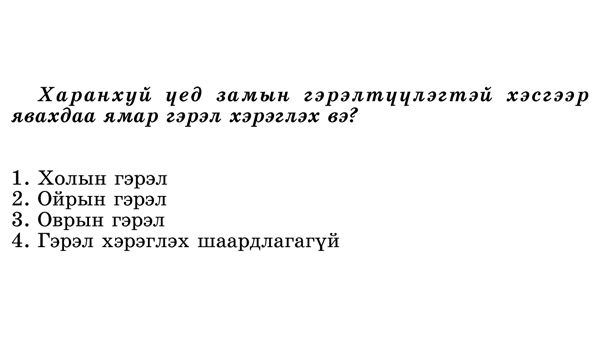 Харанхуй үед замын гэрэлтүүлэгтэй хэсгээр
явахдаа ямар гэрэл хэрэглэх вэ?
1. Холын гэрэл
2. Ойрын гэрэл
3. Оврын гэрэл
4. Гэрэл хэрэглэх шаардлагагүй